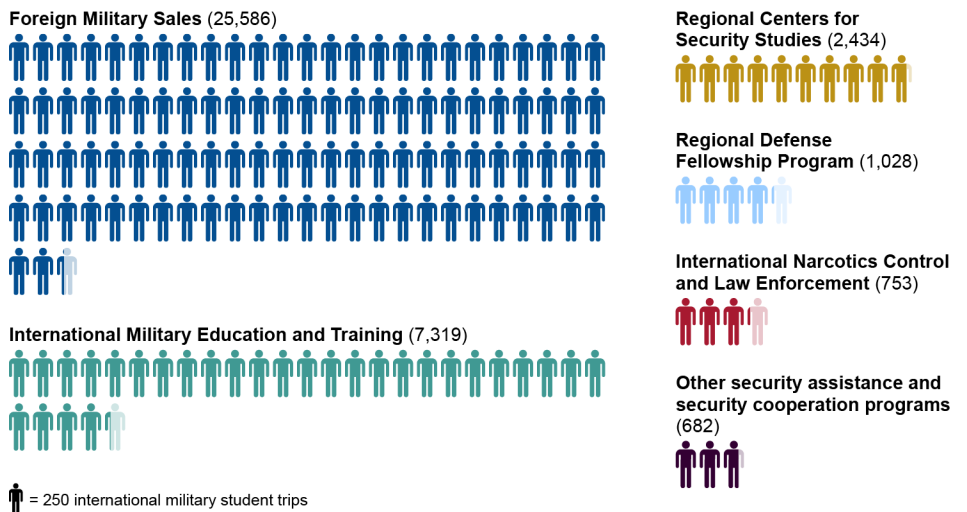 Foreign Military Sales (25,586)
International Military Education and Training (7,319)
= 250 international military student trips
Regional Centers for
Security Studies (2,434)
Regional Defense
Fellowship Program (1,028)
International Narcotics Control
and Law Enforcement (753)
Other security assistance and
security cooperation programs
(682)